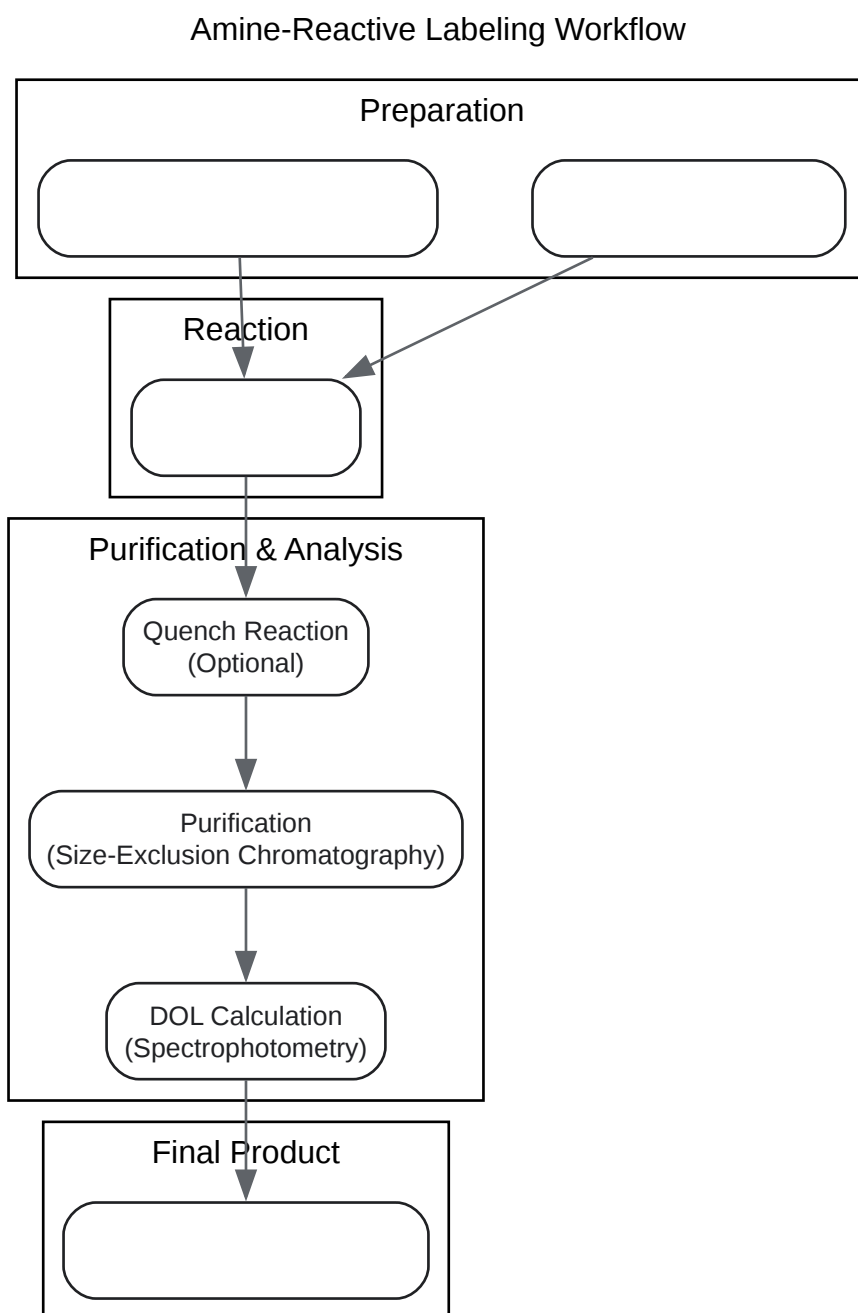 Amine-Reactive Labeling Workflow
Preparation
Reaction
Purification & Analysis
Quench Reaction
(Optional)
Purification
(Size-Exclusion Chromatography)
DOL Calculation
(Spectrophotometry)
Final Product